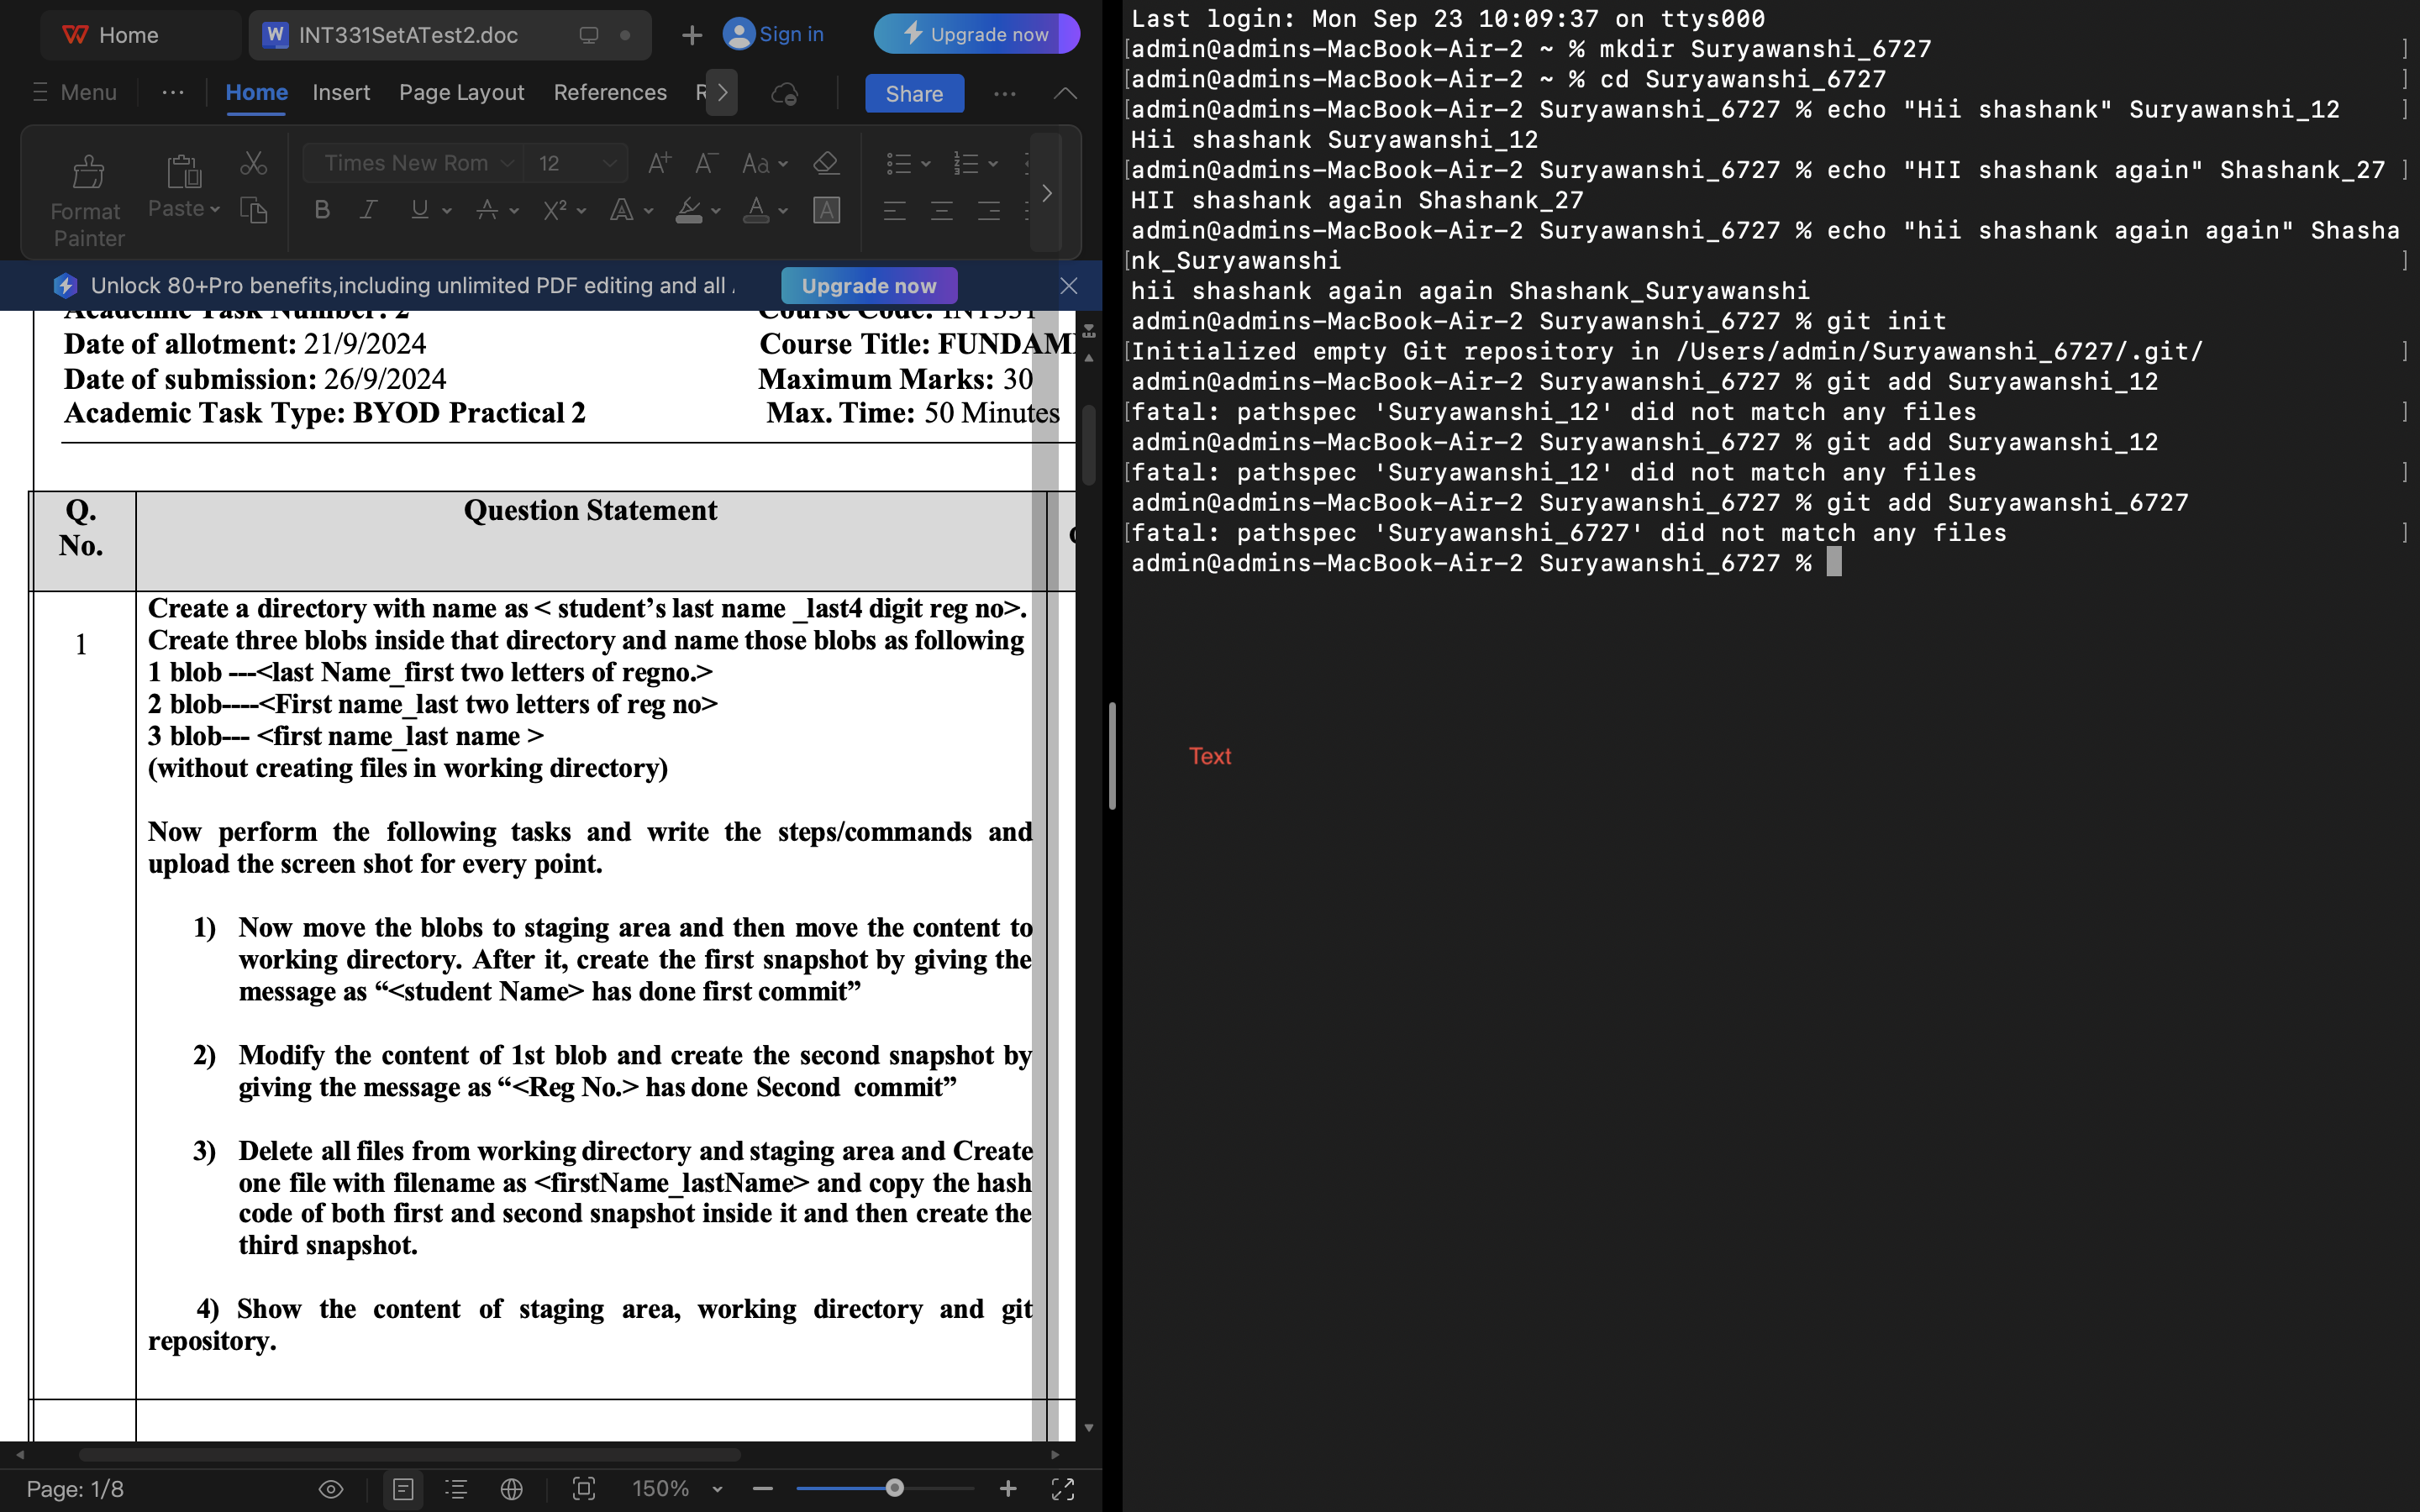 Home
INT331SetATest2.doc
Sign in
Upgrade now
Menu
Home
Insert
Page Layout
References
Share
Format
Painter
Paste
Times New Rom
12
Unlock 80+Pro benefits,including unlimited PDF editing and all
Upgrade now
Academic Task Number: 2
Course Code: INT331
Date of allotment: 21/9/2024
Course Title: FUNDAM
Date of submission: 26/9/2024
Maximum Marks: 30
Academic Task Type: BYOD Practical 2
Max. Time: 50 Minutes
Q.
No.
Question Statement
1
Create a directory with name as < student’s last name _last4 digit reg no>.
Create three blobs inside that directory and name those blobs as following
1 blob ---<last Name_first two letters of regno.>
2 blob----<First name_last two letters of reg no>
3 blob--- <first name_last name >
(without creating files in working directory)
Now perform the following tasks and write the steps/commands and
upload the screen shot for every point.
1) Now move the blobs to staging area and then move the content to
working directory. After it, create the first snapshot by giving the
message as “<student Name> has done first commit”
2) Modify the content of 1st blob and create the second snapshot by
giving the message as “<Reg No.> has done Second  commit”
3) Delete all files from working directory and staging area and Create
one file with filename as <firstName_lastName> and copy the hash
code of both first and second snapshot inside it and then create the
third snapshot.
4) Show the content of staging area, working directory and git
repository.
Page: 1/8
150%
Last login: Mon Sep 23 10:09:37 on ttys000
[admin@admins-MacBook-Air-2 ~ % mkdir Suryawanshi_6727 ]
[admin@admins-MacBook-Air-2 ~ % cd Suryawanshi_6727 ]
[admin@admins-MacBook-Air-2 Suryawanshi_6727 % echo "Hii shashank" Suryawanshi_12 ]
Hii shashank Suryawanshi_12
[admin@admins-MacBook-Air-2 Suryawanshi_6727 % echo "HII shashank again" Shashank_27 ]
HII shashank again Shashank_27
admin@admins-MacBook-Air-2 Suryawanshi_6727 % echo "hii shashank again again" Shasha
[nk_Suryawanshi ]
hii shashank again again Shashank_Suryawanshi
admin@admins-MacBook-Air-2 Suryawanshi_6727 % git init
[Initialized empty Git repository in /Users/admin/Suryawanshi_6727/.git/ ]
admin@admins-MacBook-Air-2 Suryawanshi_6727 % git add Suryawanshi_12
[fatal: pathspec 'Suryawanshi_12' did not match any files ]
admin@admins-MacBook-Air-2 Suryawanshi_6727 % git add Suryawanshi_12
[fatal: pathspec 'Suryawanshi_12' did not match any files ]
admin@admins-MacBook-Air-2 Suryawanshi_6727 % git add Suryawanshi_6727
[fatal: pathspec 'Suryawanshi_6727' did not match any files ]
admin@admins-MacBook-Air-2 Suryawanshi_6727 %
Text